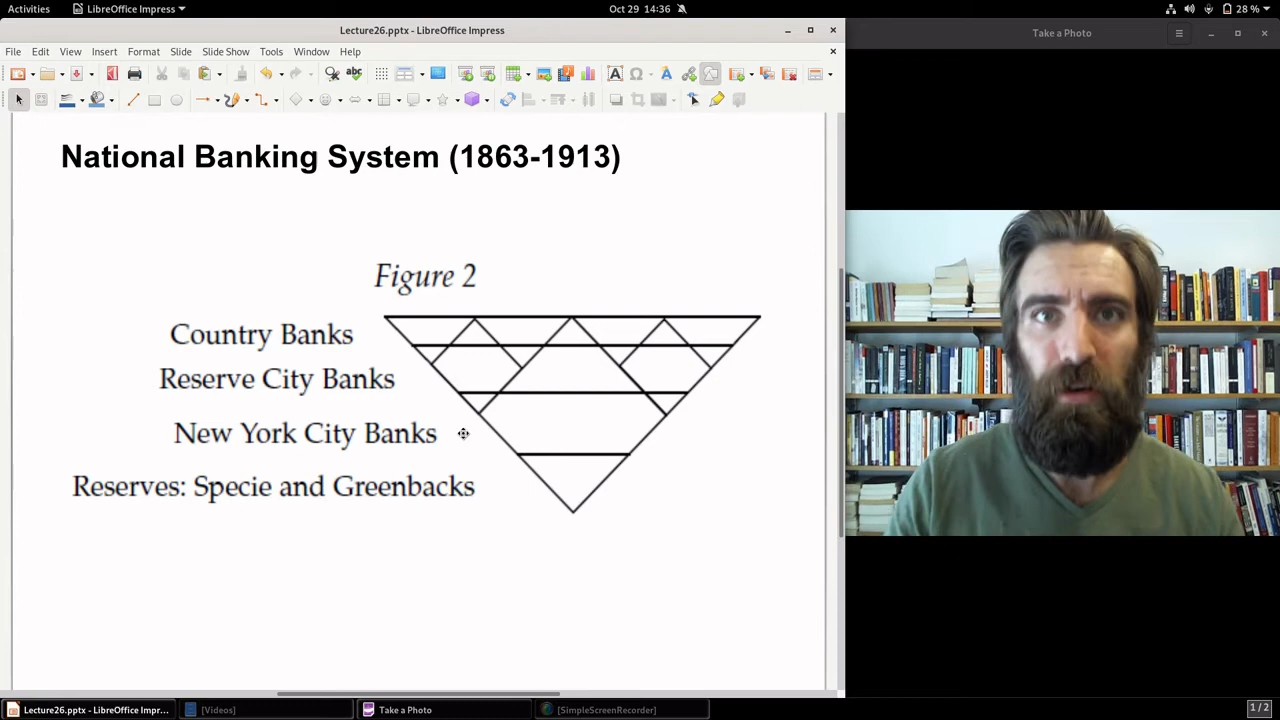 Activities LibreOffice Impress Oct 29 14:36 28 %
Lecture26.pptx - LibreOffice Impress
Take a Photo
File Edit View Insert Format Slide Slide Show Tools Window Help
abc
National Banking System (1863-1913)
Figure 2
Country Banks
Reserve City Banks
New York City Banks
Reserves: Specie and Greenbacks
Lecture26.pptx - LibreOffice Impr... [Videos] Take a Photo [SimpleScreenRecorder] 1 / 2